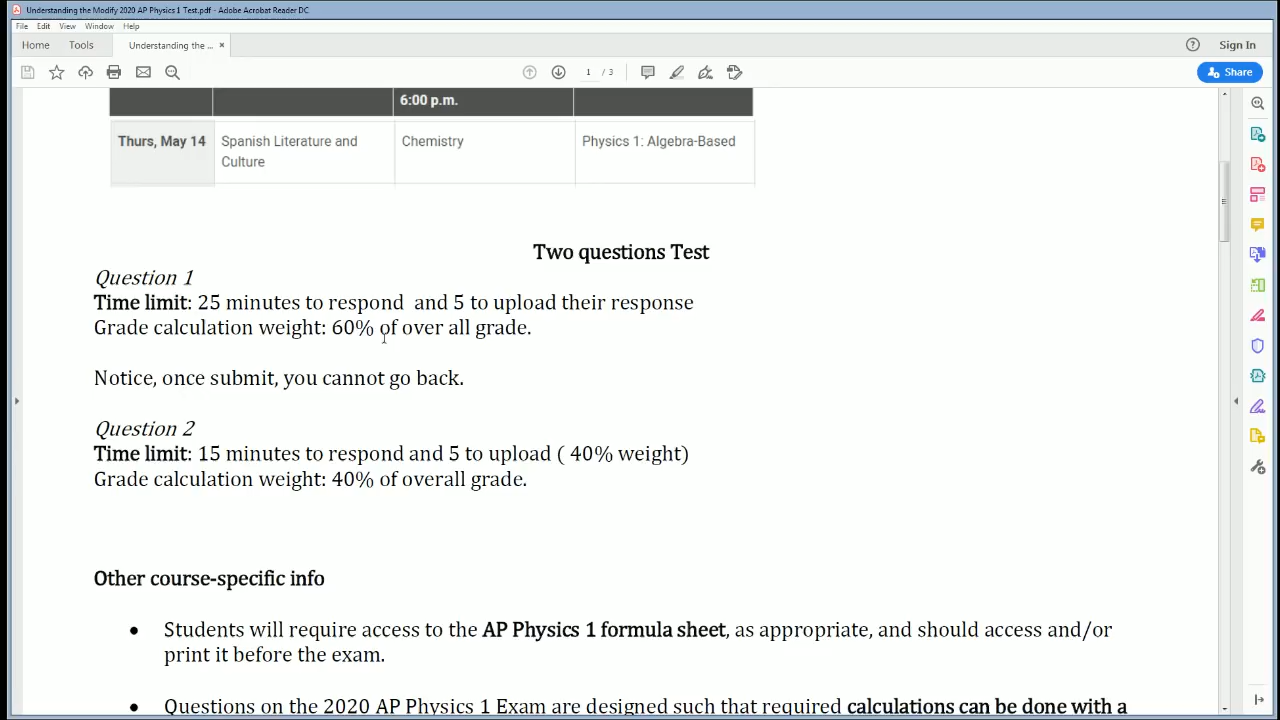 Understanding the Modify 2020 AP Physics 1 Test.pdf - Adobe Acrobat Reader DC
File Edit View Window Help
Home Tools Understanding the ... × Sign In
1 / 3 Share
6:00 p.m.
Thurs, May 14 Spanish Literature and Chemistry Physics 1: Algebra-Based
Culture
Two questions Test
Question 1
Time limit: 25 minutes to respond and 5 to upload their response
Grade calculation weight: 60% of over all grade.
Notice, once submit, you cannot go back.
Question 2
Time limit: 15 minutes to respond and 5 to upload ( 40% weight)
Grade calculation weight: 40% of overall grade.
Other course-specific info
• Students will require access to the AP Physics 1 formula sheet, as appropriate, and should access and/or
print it before the exam.
• Questions on the 2020 AP Physics 1 Exam are designed such that required calculations can be done with a